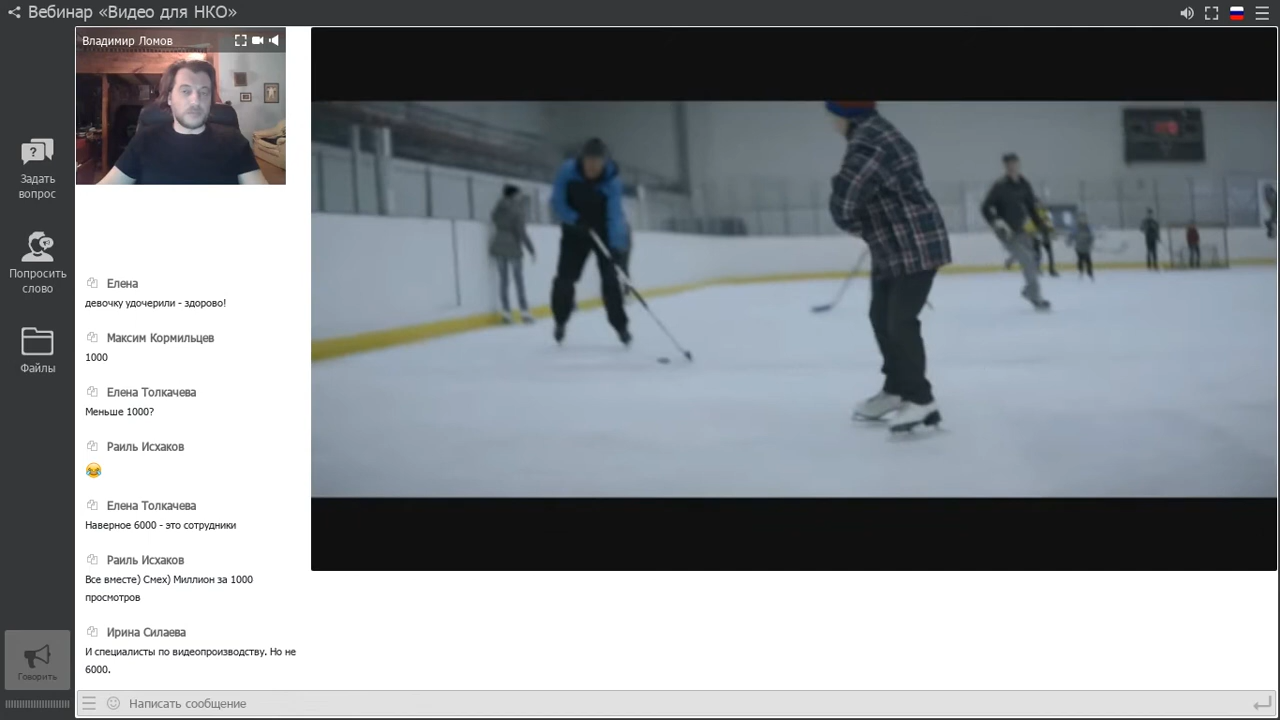 Вебинар «Видео для НКО»
Владимир Ломов
Задать
вопрос
Попросить
слово
Файлы
Елена
девочку удочерили - здорово!
Максим Кормильцев
1000
Елена Толкачева
Меньше 1000?
Раиль Исхаков
😂
Елена Толкачева
Наверное 6000 - это сотрудники
Раиль Исхаков
Все вместе) Смех) Миллион за 1000
просмотров
Ирина Силаева
И специалисты по видеопроизводству. Но не
6000.
Говорить
Написать сообщение